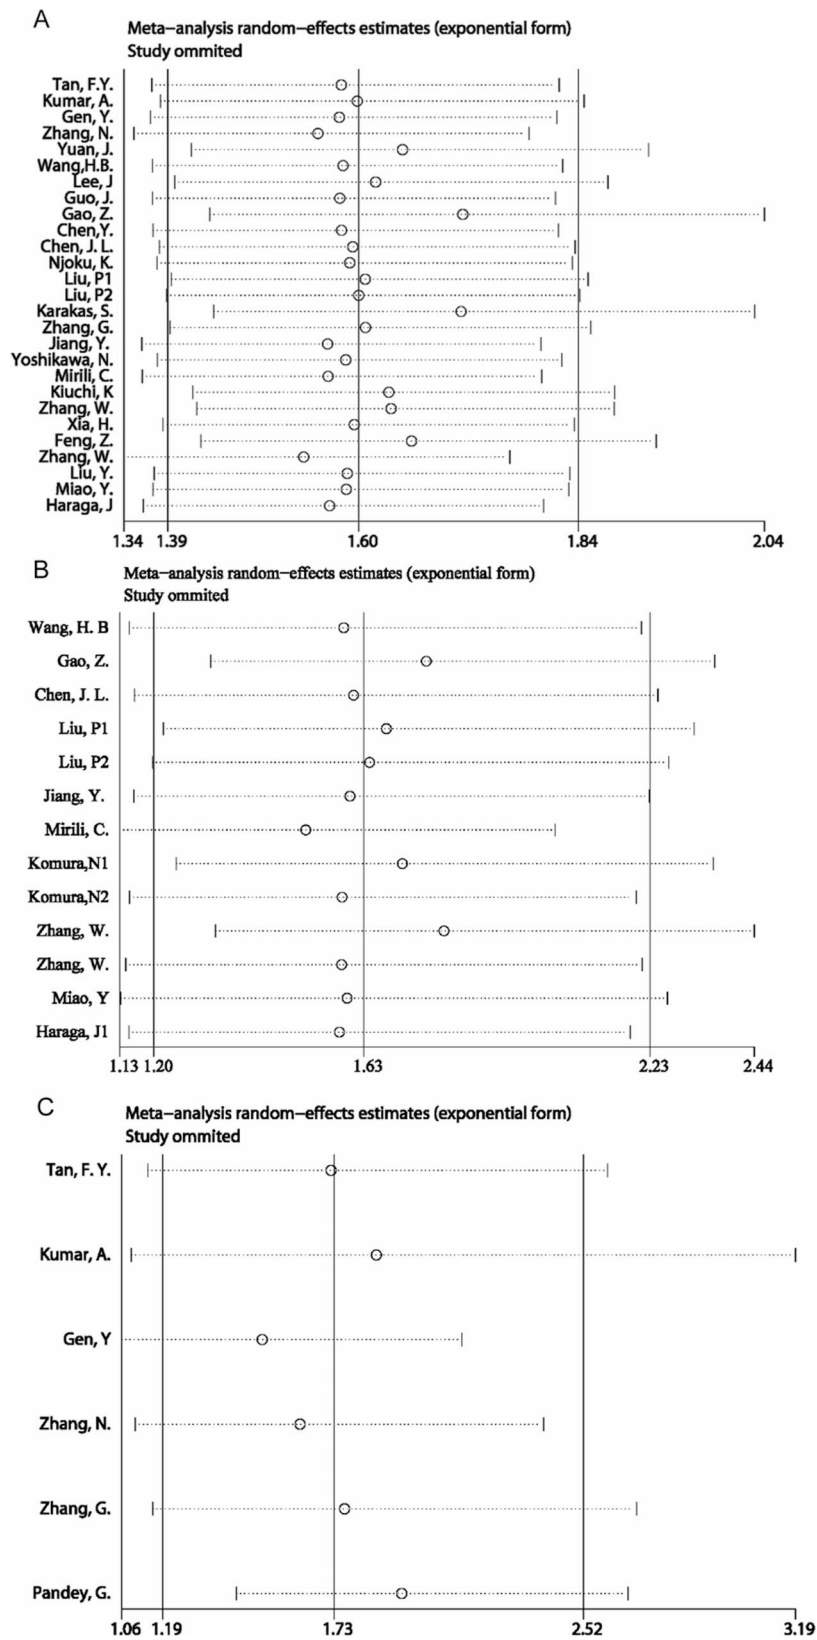 A
Meta−analysis random−effects estimates (exponential form)
Study ommited
Tan, F.Y.
Kumar, A.
Gen, Y.
Zhang, N.
Yuan, J.
Wang,H.B.
Lee, J
Guo, J.
Gao, Z.
Chen,Y.
Chen, J. L.
Njoku, K.
Liu, P1
Liu, P2
Karakas, S.
Zhang, G.
Jiang, Y.
Yoshikawa, N.
Mirili, C.
Kiuchi, K
Zhang, W.
Xia, H.
Feng, Z.
Zhang, W.
Liu, Y.
Miao, Y.
Haraga, J
1.34 1.39 1.60 1.84 2.04
B
Meta−analysis random−effects estimates (exponential form)
Study ommited
Wang, H. B
Gao, Z.
Chen, J. L.
Liu, P1
Liu, P2
Jiang, Y.
Mirili, C.
Komura,N1
Komura,N2
Zhang, W.
Zhang, W.
Miao, Y
Haraga, J1
1.13 1.20 1.63 2.23 2.44
C
Meta−analysis random−effects estimates (exponential form)
Study ommited
Tan, F. Y.
Kumar, A.
Gen, Y
Zhang, N.
Zhang, G.
Pandey, G.
1.06 1.19 1.73 2.52 3.19